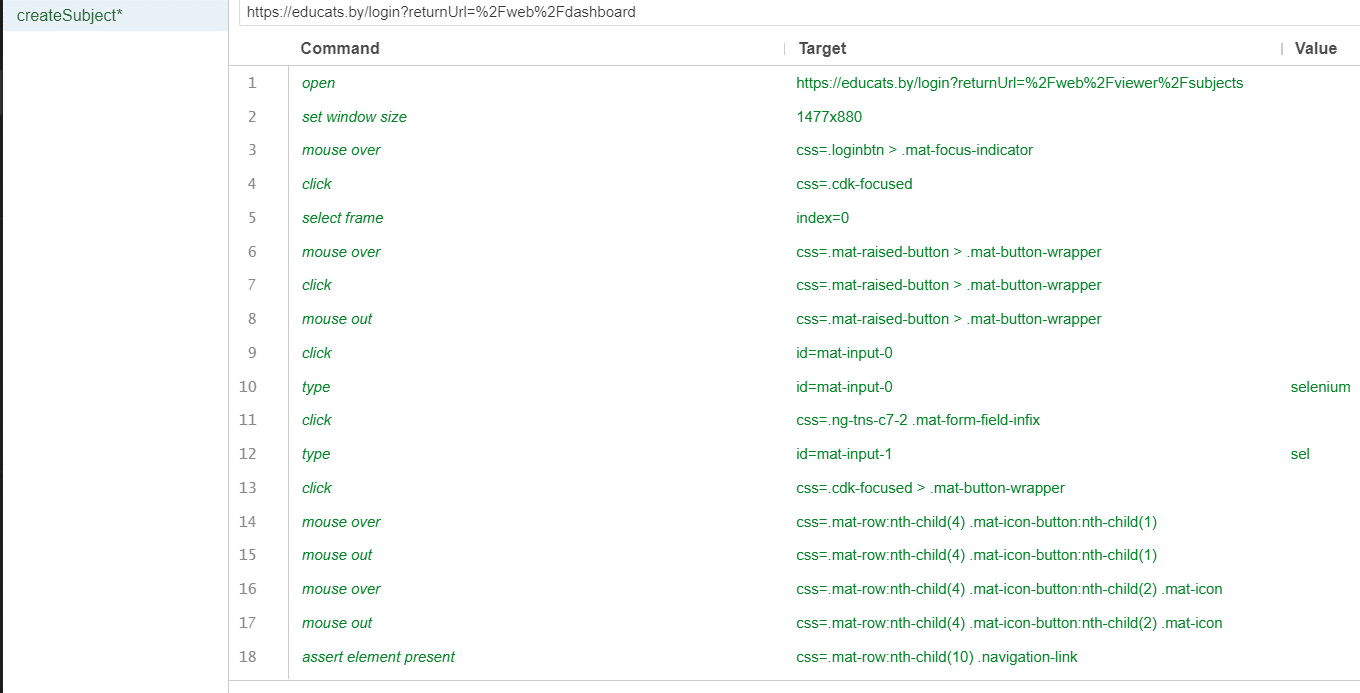 createSubject*
https://educats.by/login?returnUrl=%2Fweb%2Fdashboard
Command Target Value
1 open https://educats.by/login?returnUrl=%2Fweb%2Fviewer%2Fsubjects
2 set window size 1477x880
3 mouse over css=.loginbtn > .mat-focus-indicator
4 click css=.cdk-focused
5 select frame index=0
6 mouse over css=.mat-raised-button > .mat-button-wrapper
7 click css=.mat-raised-button > .mat-button-wrapper
8 mouse out css=.mat-raised-button > .mat-button-wrapper
9 click id=mat-input-0
10 type id=mat-input-0 selenium
11 click css=.ng-tns-c7-2 .mat-form-field-infix
12 type id=mat-input-1 sel
13 click css=.cdk-focused > .mat-button-wrapper
14 mouse over css=.mat-row:nth-child(4) .mat-icon-button:nth-child(1)
15 mouse out css=.mat-row:nth-child(4) .mat-icon-button:nth-child(1)
16 mouse over css=.mat-row:nth-child(4) .mat-icon-button:nth-child(2) .mat-icon
17 mouse out css=.mat-row:nth-child(4) .mat-icon-button:nth-child(2) .mat-icon
18 assert element present css=.mat-row:nth-child(10) .navigation-link